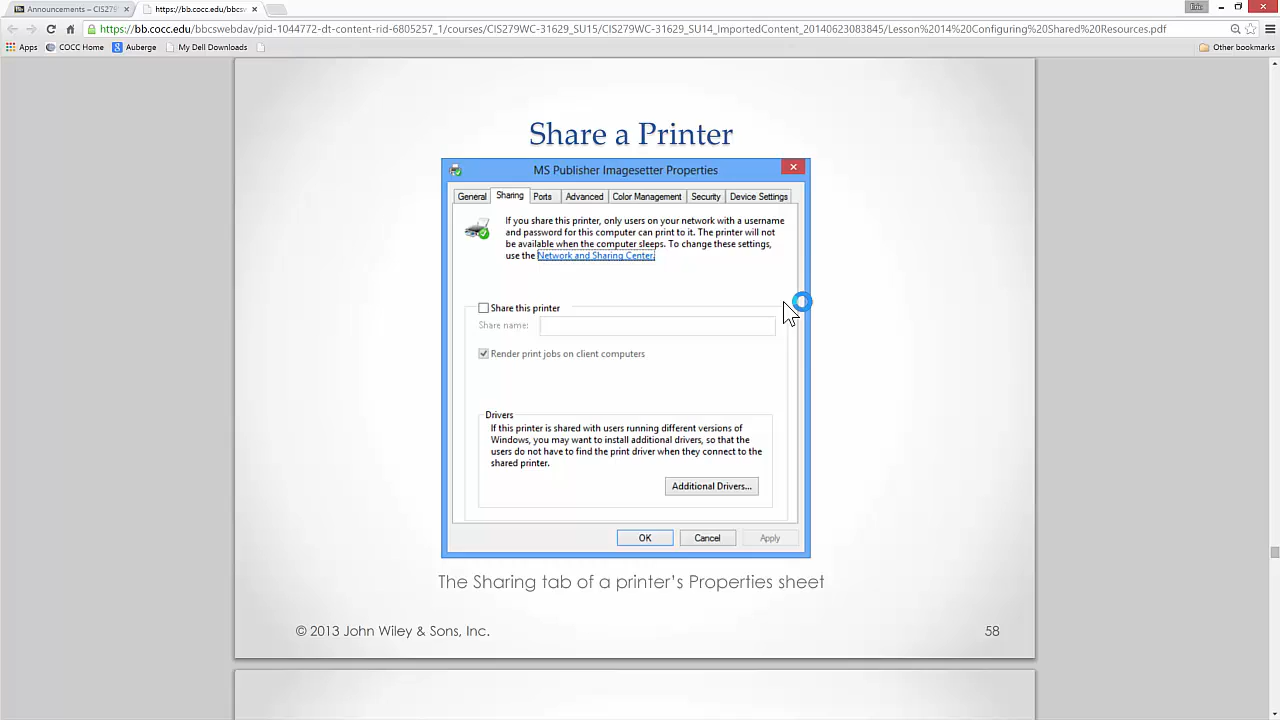 Announcements – CIS279
https://bb.cocc.edu/bbcsw
https://bb.cocc.edu/bbcswebdav/pid-1044772-dt-content-rid-6805257_1/courses/CIS279WC-31629_SU15/CIS279WC-31629_SU14_ImportedContent_20140623083845/Lesson%2014%20Configuring%20Shared%20Resources.pdf
Apps COCC Home Auberge My Dell Downloads Other bookmarks
Share a Printer
MS Publisher Imagesetter Properties
General Sharing Ports Advanced Color Management Security Device Settings
If you share this printer, only users on your network with a username
and password for this computer can print to it. The printer will not
be available when the computer sleeps. To change these settings,
use the Network and Sharing Center.
Share this printer
Share name:
Render print jobs on client computers
Drivers
If this printer is shared with users running different versions of
Windows, you may want to install additional drivers, so that the
users do not have to find the print driver when they connect to the
shared printer.
Additional Drivers...
OK Cancel Apply
The Sharing tab of a printer's Properties sheet
© 2013 John Wiley & Sons, Inc. 58